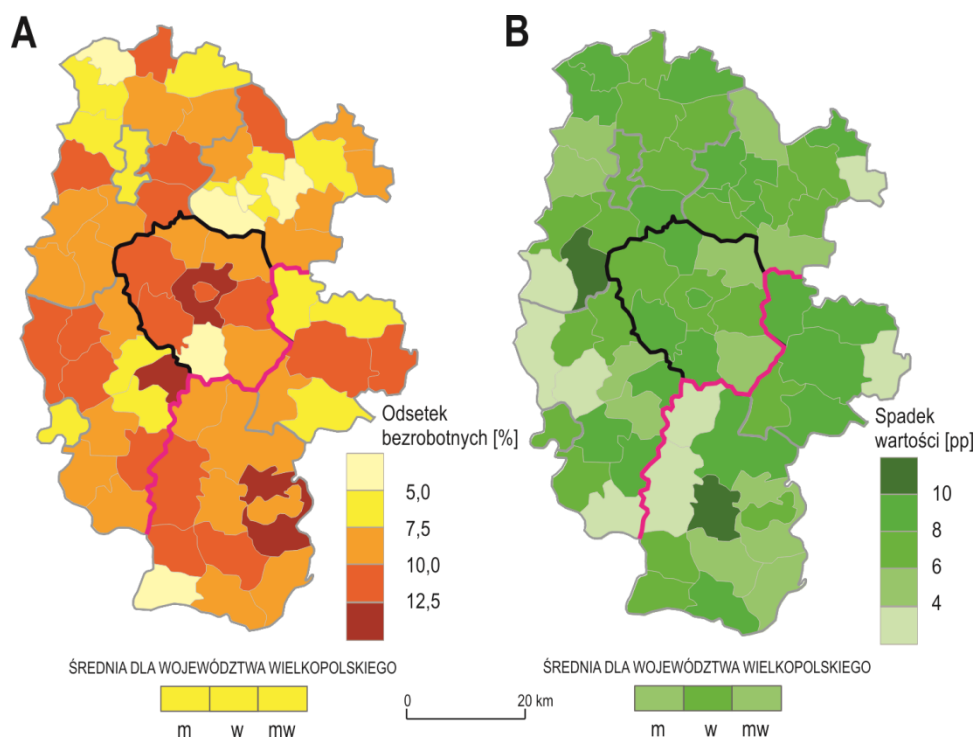 A
B
Odsetek
bezrobotnych [%]
5,0
7,5
10,0
12,5
Spadek
wartości [pp]
10
8
6
4
ŚREDNIA DLA WOJEWÓDZTWA WIELKOPOLSKIEGO
m w mw
0 20 km
ŚREDNIA DLA WOJEWÓDZTWA WIELKOPOLSKIEGO
m w mw